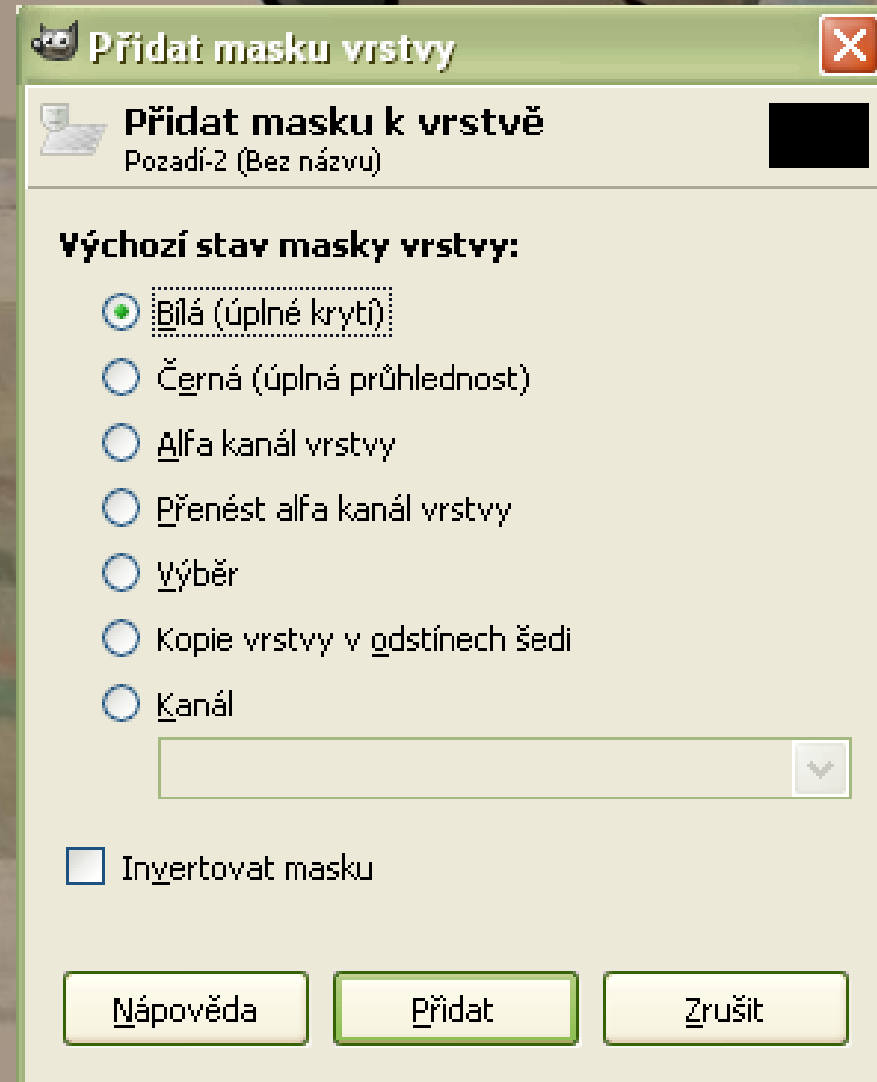 Přidat masku vrstvy
Přidat masku k vrstvě
Pozadí-2 (Bez názvu)
Výchozí stav masky vrstvy:
Bílá (úplné krytí)
Černá (úplná průhlednost)
Alfa kanál vrstvy
Přenést alfa kanál vrstvy
Výběr
Kopie vrstvy v odstínech šedi
Kanál
Invertovat masku
Nápověda Přidat Zrušit